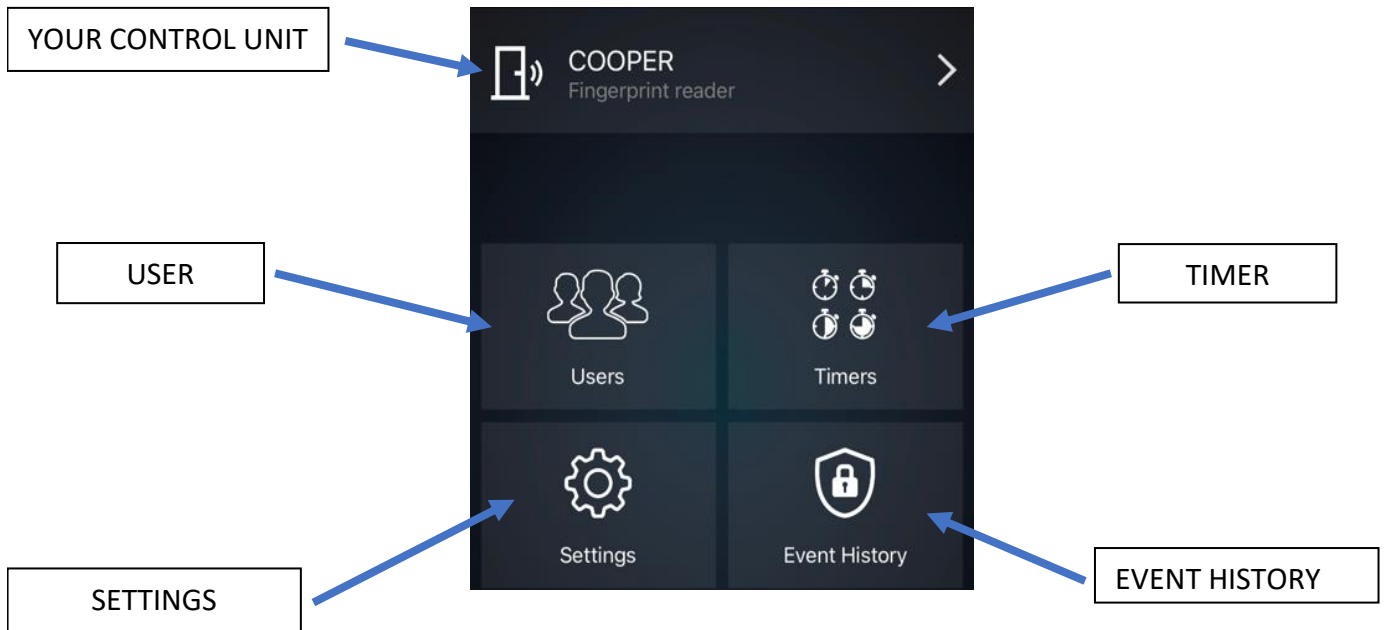 YOUR CONTROL UNIT
COOPER
Fingerprint reader
USER
TIMER
Users
Timers
Settings
Event History
SETTINGS
EVENT HISTORY